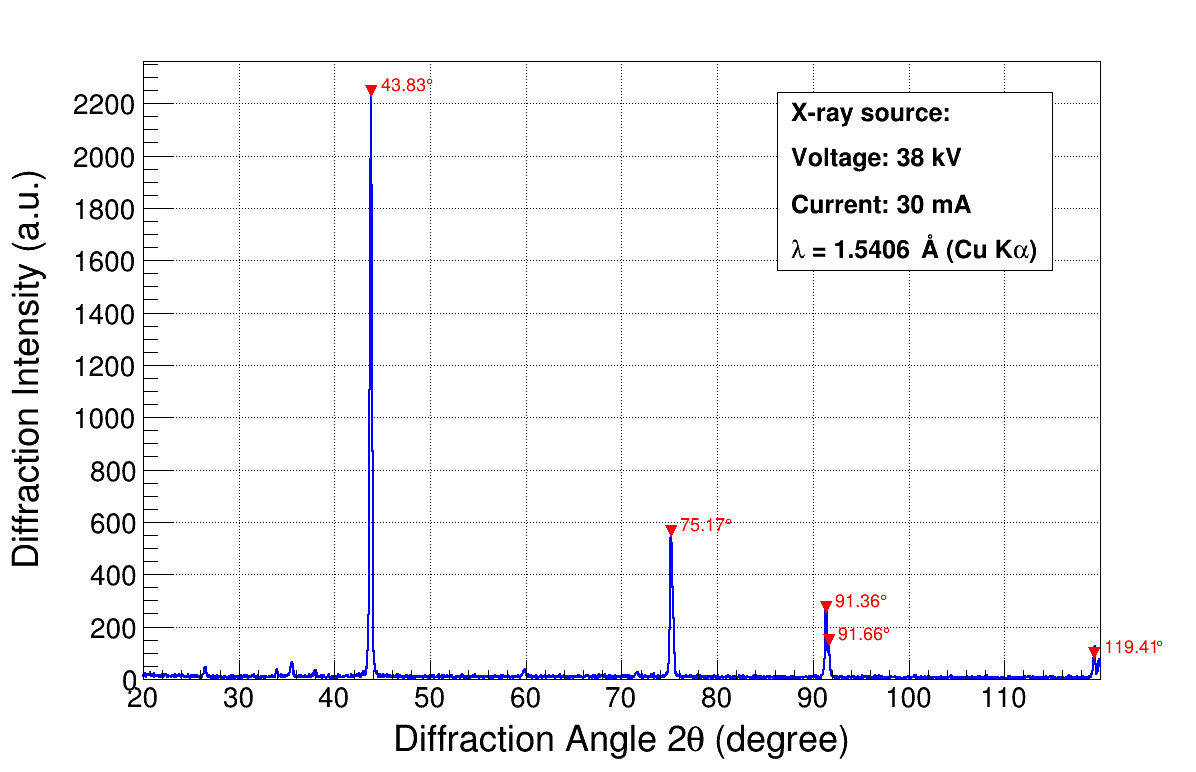 43.83°
75.17°
91.36°
91.66°
119.41°
X-ray source:
Voltage: 38 kV
Current: 30 mA
λ = 1.5406 Å (Cu Kα)
Diffraction Intensity (a.u.)
2200
2000
1800
1600
1400
1200
1000
800
600
400
200
0
20 30 40 50 60 70 80 90 100 110
Diffraction Angle 2θ (degree)